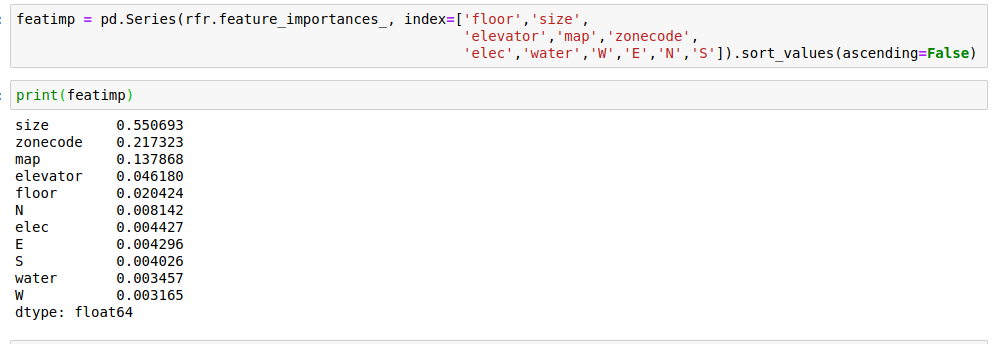 featimp = pd.Series(rfr.feature_importances_, index=['floor','size',
'elevator','map','zonecode',
'elec','water','W','E','N','S']).sort_values(ascending=False)
print(featimp)
size 0.550693
zonecode 0.217323
map 0.137868
elevator 0.046180
floor 0.020424
N 0.008142
elec 0.004427
E 0.004296
S 0.004026
water 0.003457
W 0.003165
dtype: float64